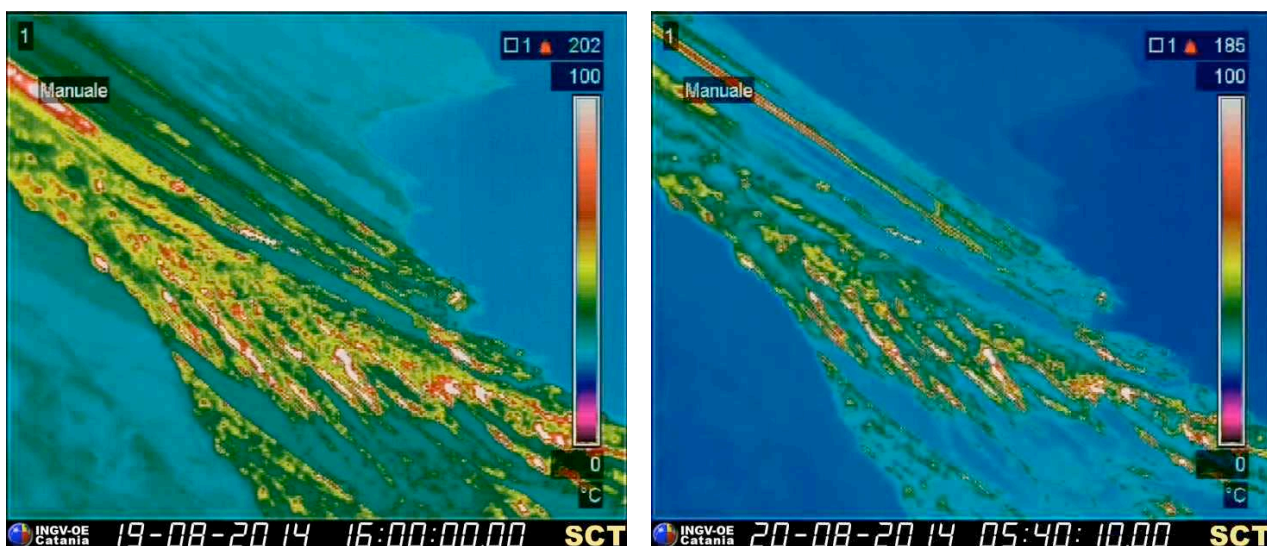 1
□1 ▲ 202
100
Manuale
0
°C
INGV-OE
Catania
19-08-2014 16:00:00.00
SCT
1
□1 ▲ 185
100
Manuale
0
°C
INGV-OE
Catania
20-08-2014 05:40:10.00
SCT